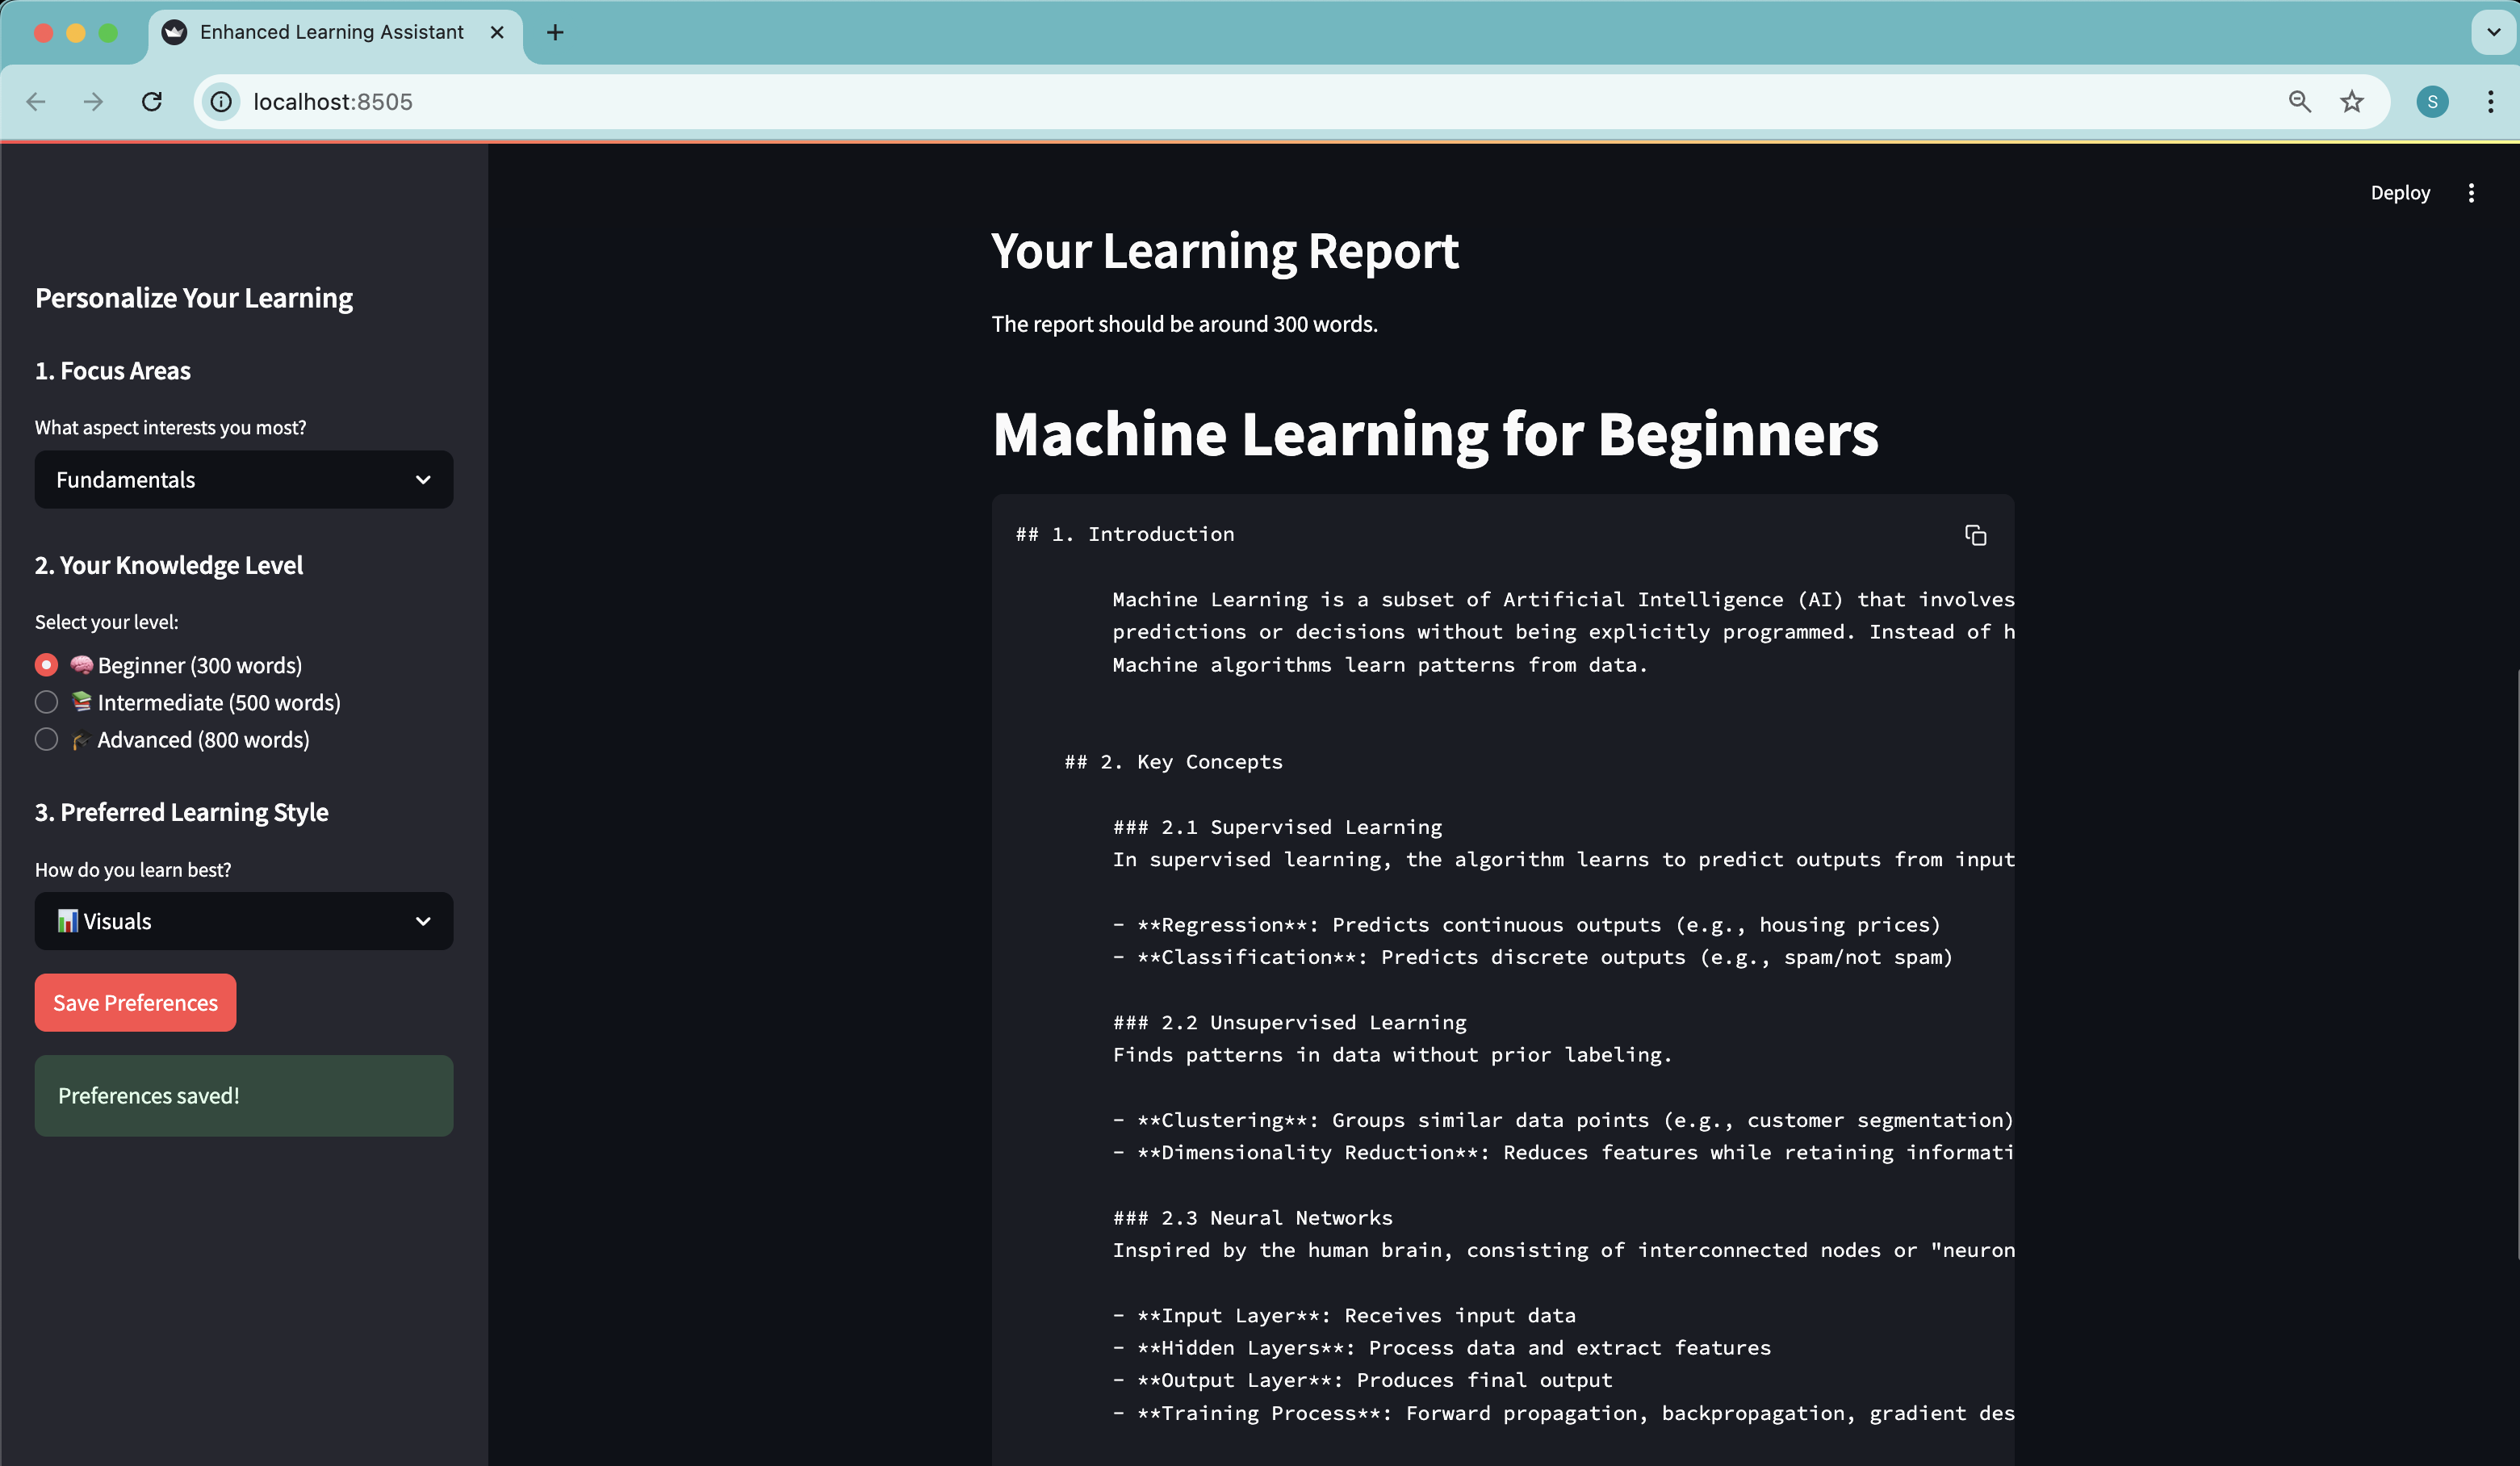 Enhanced Learning Assistant
localhost:8505
S
Deploy
Personalize Your Learning
1. Focus Areas
What aspect interests you most?
Fundamentals
2. Your Knowledge Level
Select your level:
🧠 Beginner (300 words)
📚 Intermediate (500 words)
🎓 Advanced (800 words)
3. Preferred Learning Style
How do you learn best?
📊 Visuals
Save Preferences
Preferences saved!
Your Learning Report
The report should be around 300 words.
Machine Learning for Beginners
## 1. Introduction
Machine Learning is a subset of Artificial Intelligence (AI) that involves
predictions or decisions without being explicitly programmed. Instead of h
Machine algorithms learn patterns from data.
## 2. Key Concepts
### 2.1 Supervised Learning
In supervised learning, the algorithm learns to predict outputs from input
- **Regression**: Predicts continuous outputs (e.g., housing prices)
- **Classification**: Predicts discrete outputs (e.g., spam/not spam)
### 2.2 Unsupervised Learning
Finds patterns in data without prior labeling.
- **Clustering**: Groups similar data points (e.g., customer segmentation)
- **Dimensionality Reduction**: Reduces features while retaining informati
### 2.3 Neural Networks
Inspired by the human brain, consisting of interconnected nodes or "neuron
- **Input Layer**: Receives input data
- **Hidden Layers**: Process data and extract features
- **Output Layer**: Produces final output
- **Training Process**: Forward propagation, backpropagation, gradient des